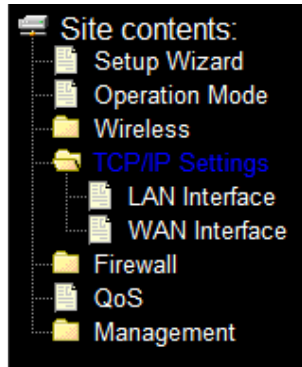 Site contents:
Setup Wizard
Operation Mode
Wireless
TCP/IP Settings
LAN Interface
WAN Interface
Firewall
QoS
Management